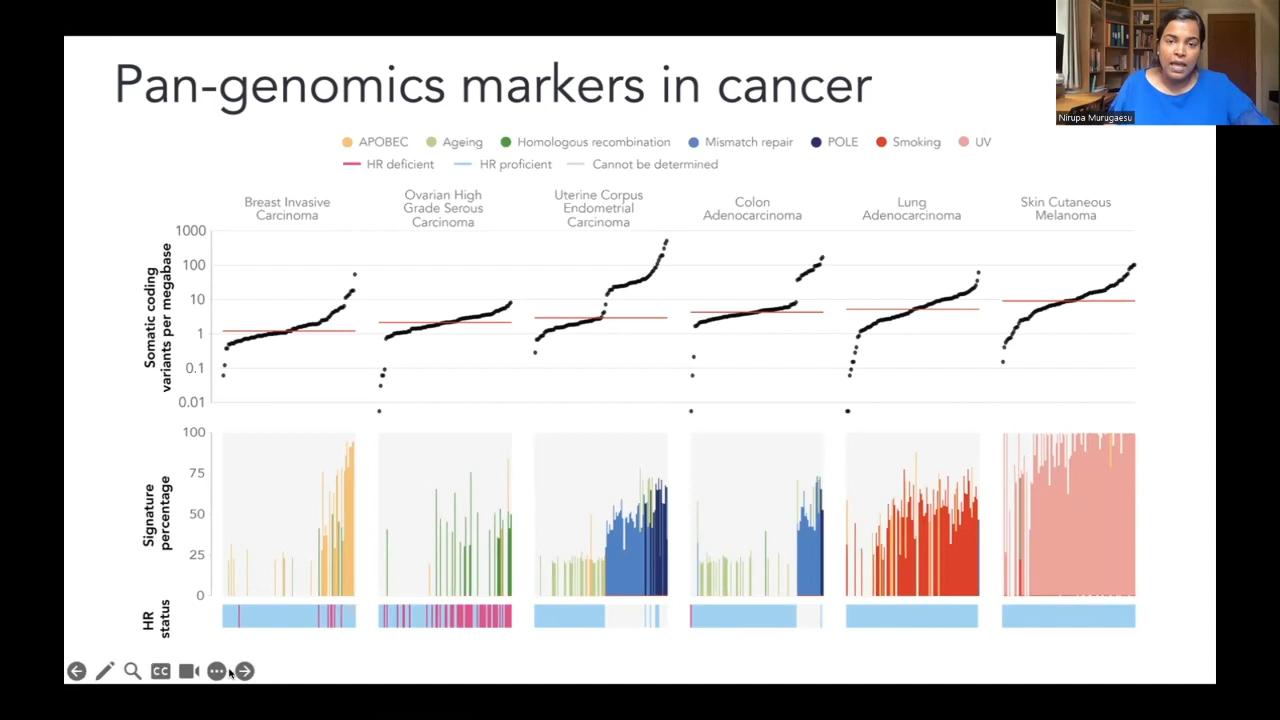 Pan-genomics markers in cancer
Nirupa Murugaesu
APOBEC Ageing Homologous recombination Mismatch repair POLE Smoking UV
HR deficient HR proficient Cannot be determined
Breast Invasive
Carcinoma
Ovarian High
Grade Serous
Carcinoma
Uterine Corpus
Endometrial
Carcinoma
Colon
Adenocarcinoma
Lung
Adenocarcinoma
Skin Cutaneous
Melanoma
Somatic coding
variants per megabase
1000
100
10
1
0.1
0.01
Signature
percentage
100
75
50
25
0
HR
status
CC